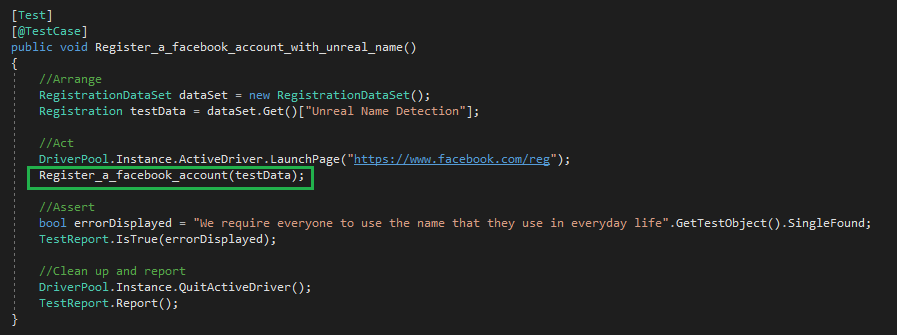 [Test]
[@TestCase]
public void Register_a_facebook_account_with_unreal_name()
{
//Arrange
RegistrationDataSet dataSet = new RegistrationDataSet();
Registration testData = dataSet.Get()["Unreal Name Detection"];
//Act
DriverPool.Instance.ActiveDriver.LaunchPage("https://www.facebook.com/reg");
Register_a_facebook_account(testData);
//Assert
bool errorDisplayed = "We require everyone to use the name that they use in everyday life".GetTestObject().SingleFound;
TestReport.IsTrue(errorDisplayed);
//Clean up and report
DriverPool.Instance.QuitActiveDriver();
TestReport.Report();
}